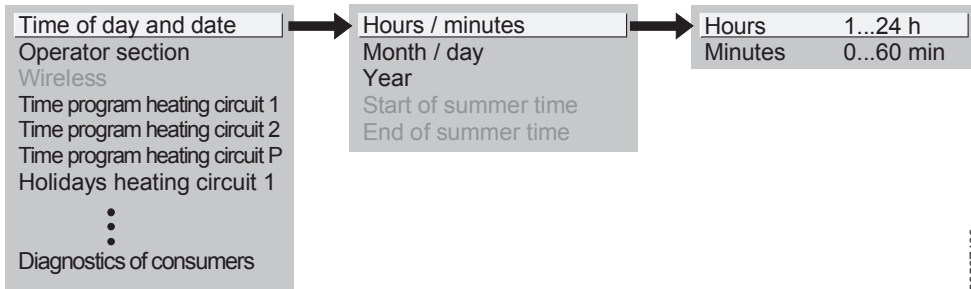 Time of day and date
Operator section
Wireless
Time program heating circuit 1
Time program heating circuit 2
Time program heating circuit P
Holidays heating circuit 1
Diagnostics of consumers
Hours / minutes
Month / day
Year
Start of summer time
End of summer time
Hours 1...24 h
Minutes 0...60 min